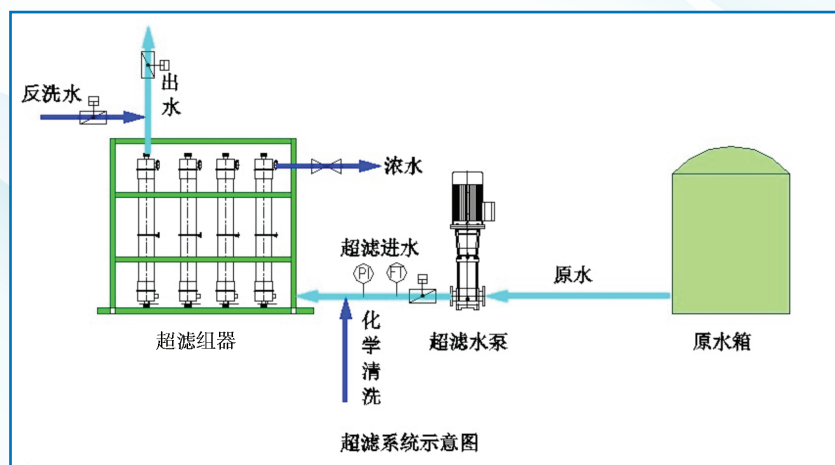 出水
反洗水
浓水
超滤进水
PI
FT
原水
化学清洗
超滤组器
超滤水泵
原水箱
超滤系统示意图